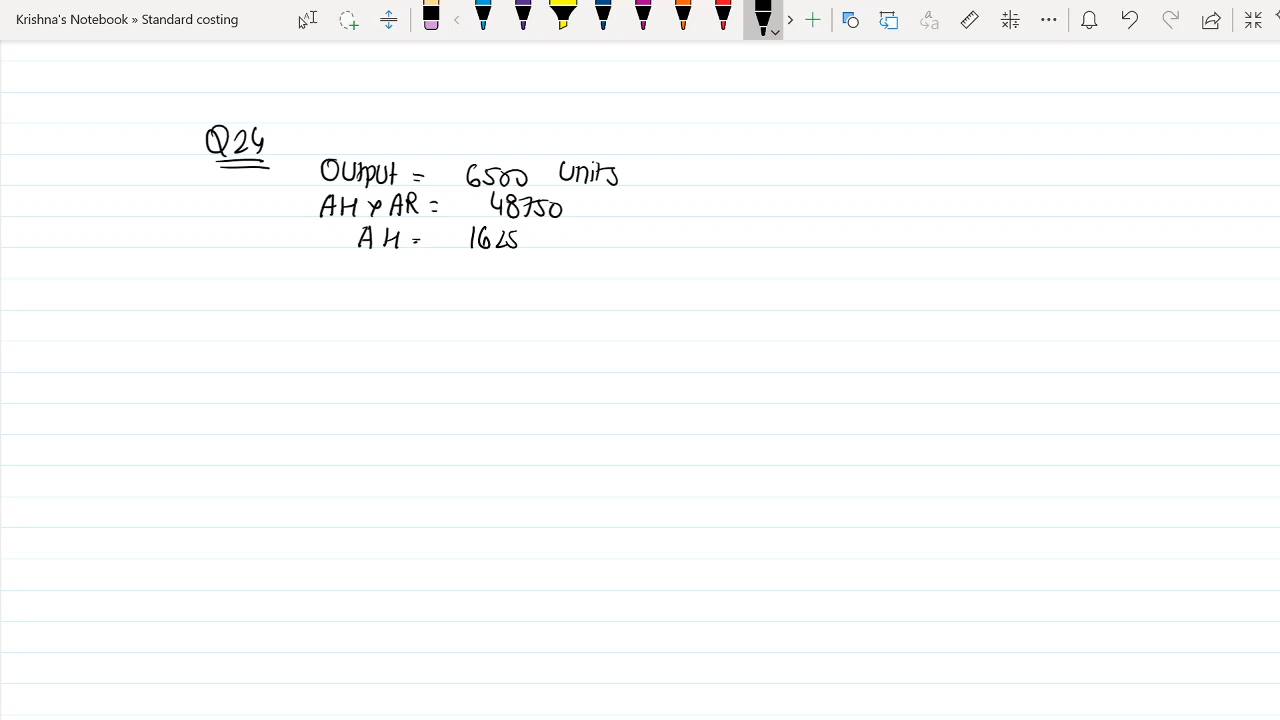 Krishna's Notebook » Standard costing
Q24
Output = 6500 units
AH × AR = 48750
AH = 1625